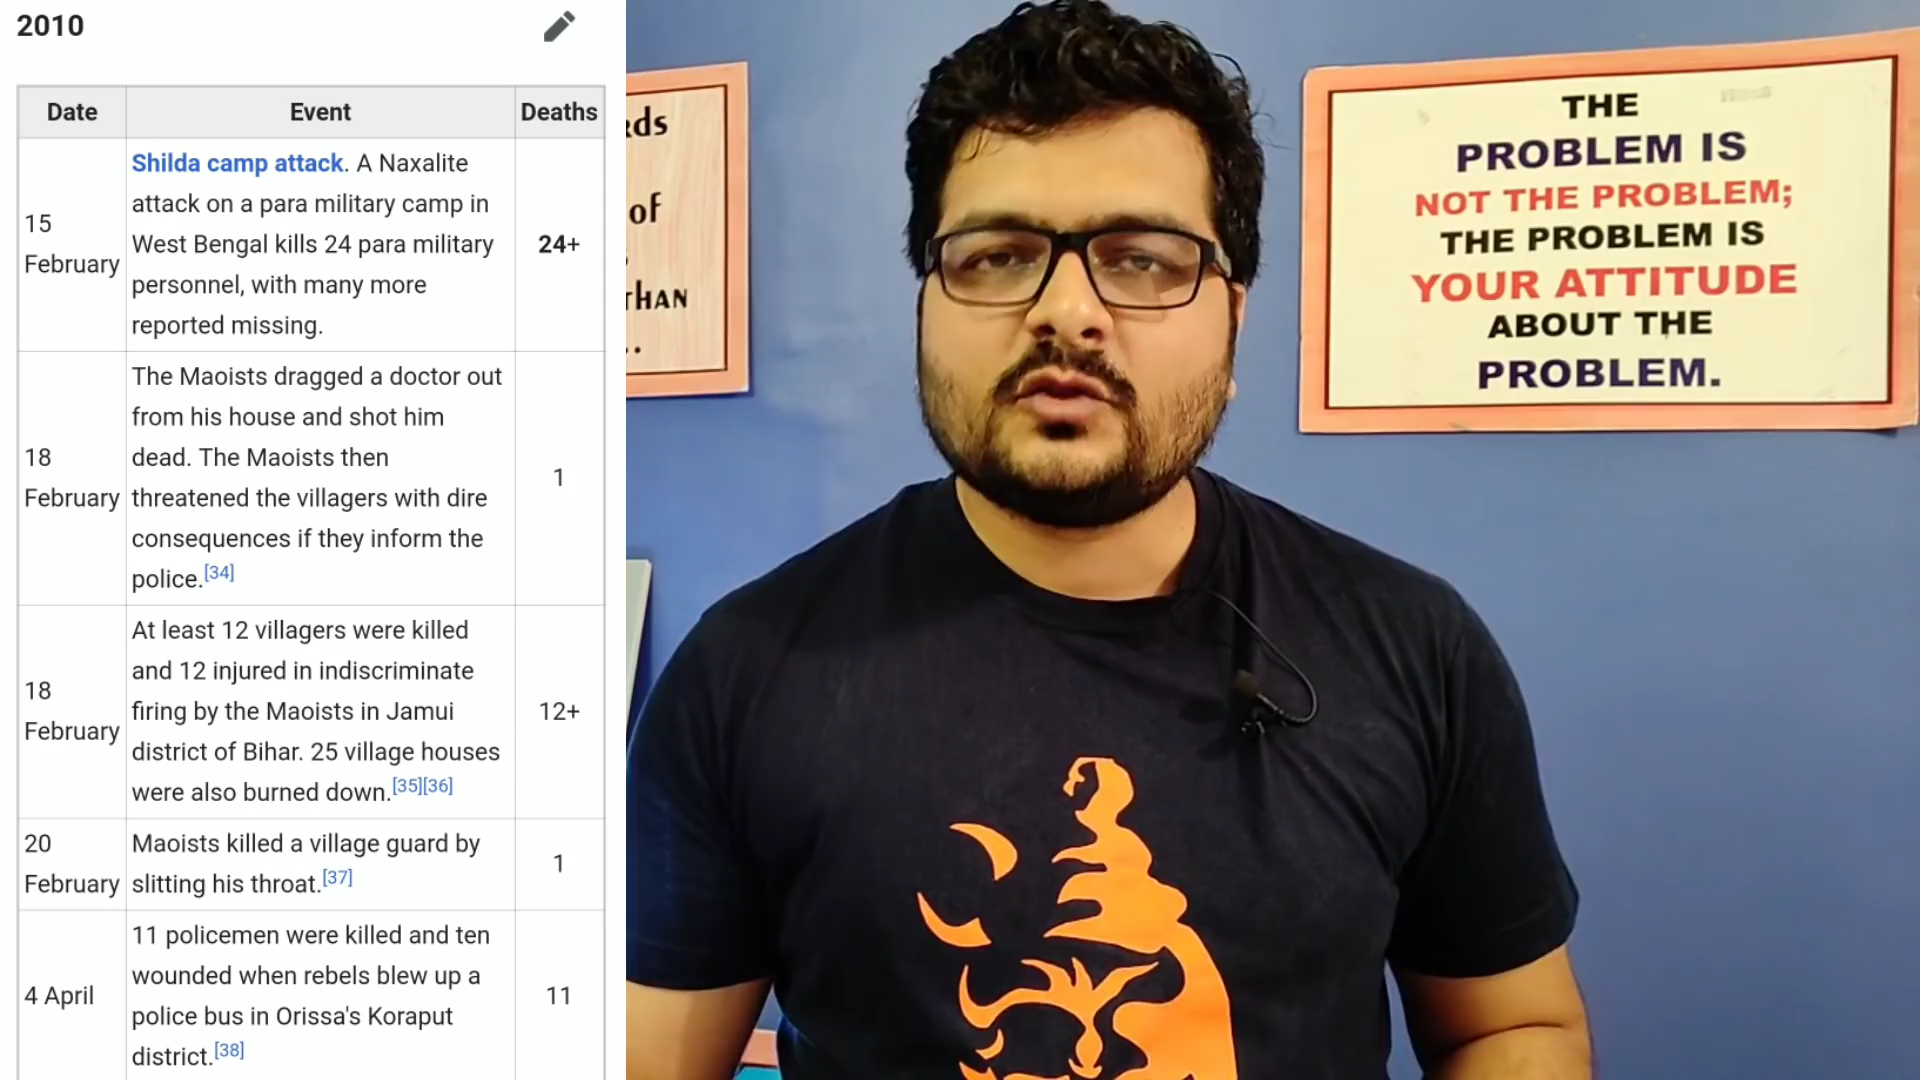 2010
Date Event Deaths
15
February
Shilda camp attack. A Naxalite
attack on a para military camp in
West Bengal kills 24 para military
personnel, with many more
reported missing.
24+
18
February
The Maoists dragged a doctor out
from his house and shot him
dead. The Maoists then
threatened the villagers with dire
consequences if they inform the
police.[34]
1
18
February
At least 12 villagers were killed
and 12 injured in indiscriminate
firing by the Maoists in Jamui
district of Bihar. 25 village houses
were also burned down.[35][36]
12+
20
February
Maoists killed a village guard by
slitting his throat.[37]
1
4 April
11 policemen were killed and ten
wounded when rebels blew up a
police bus in Orissa's Koraput
district.[38]
11
of
THE
PROBLEM IS
NOT THE PROBLEM;
THE PROBLEM IS
YOUR ATTITUDE
ABOUT THE
PROBLEM.